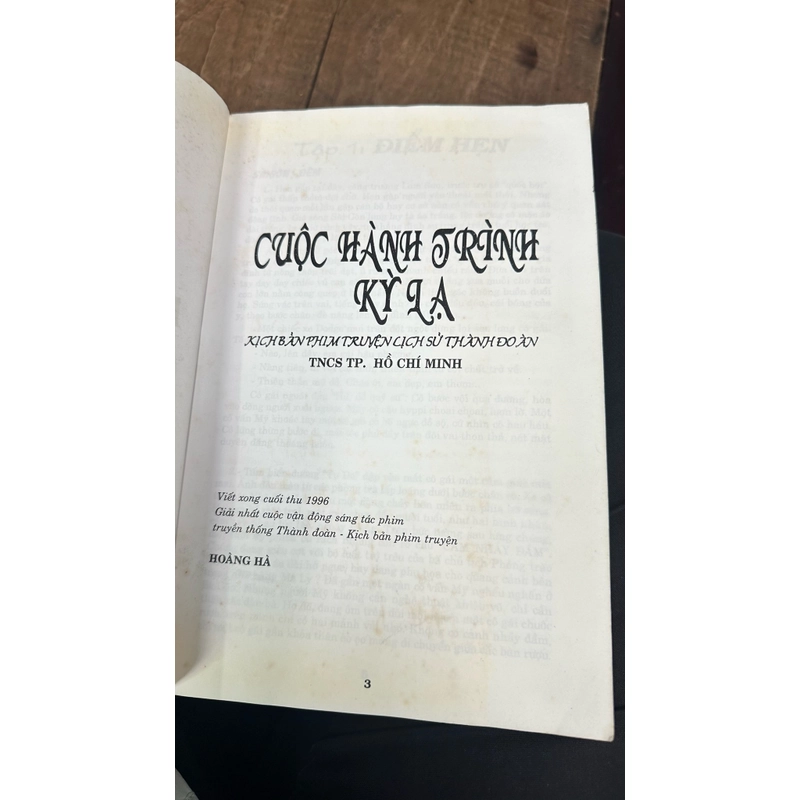 CUỘC HÀNH TRÌNH
KỲ LẠ
KỊCH BẢN PHIM TRUYỆN LỊCH SỬ THÀNH ĐOÀN
TNCS TP. HỒ CHÍ MINH
Viết xong cuối thu 1996
Giải nhất cuộc vận động sáng tác phim
truyền thống Thành đoàn - Kịch bản phim truyện
HOÀNG HÀ
3